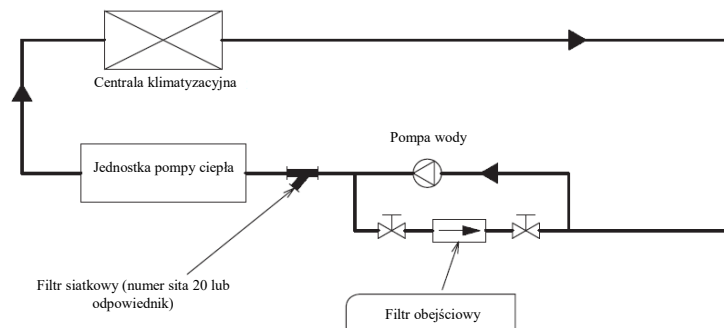 Centrala klimatyzacyjna
Pompa wody
Jednostka pompy ciepła
Filtr siatkowy (numer sita 20 lub
odpowiednik)
Filtr obejściowy